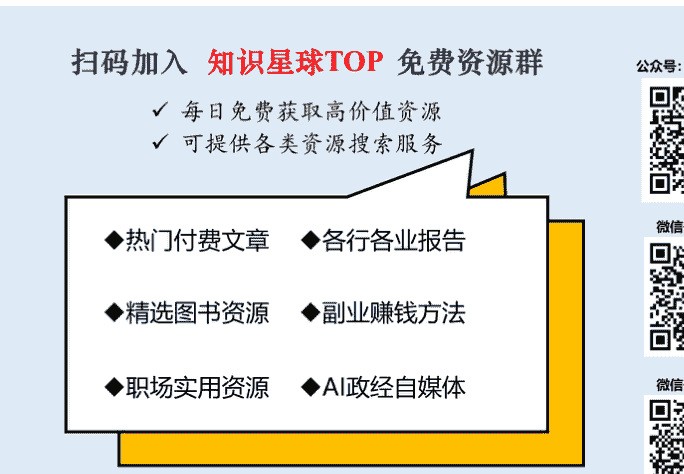 扫码加入 知识星球TOP 免费资源群
✓ 每日免费获取高价值资源
✓ 可提供各类资源搜索服务
◆热门付费文章 ◆各行各业报告
◆精选图书资源 ◆副业赚钱方法
◆职场实用资源 ◆AI政经自媒体
公众号:
微信
微信